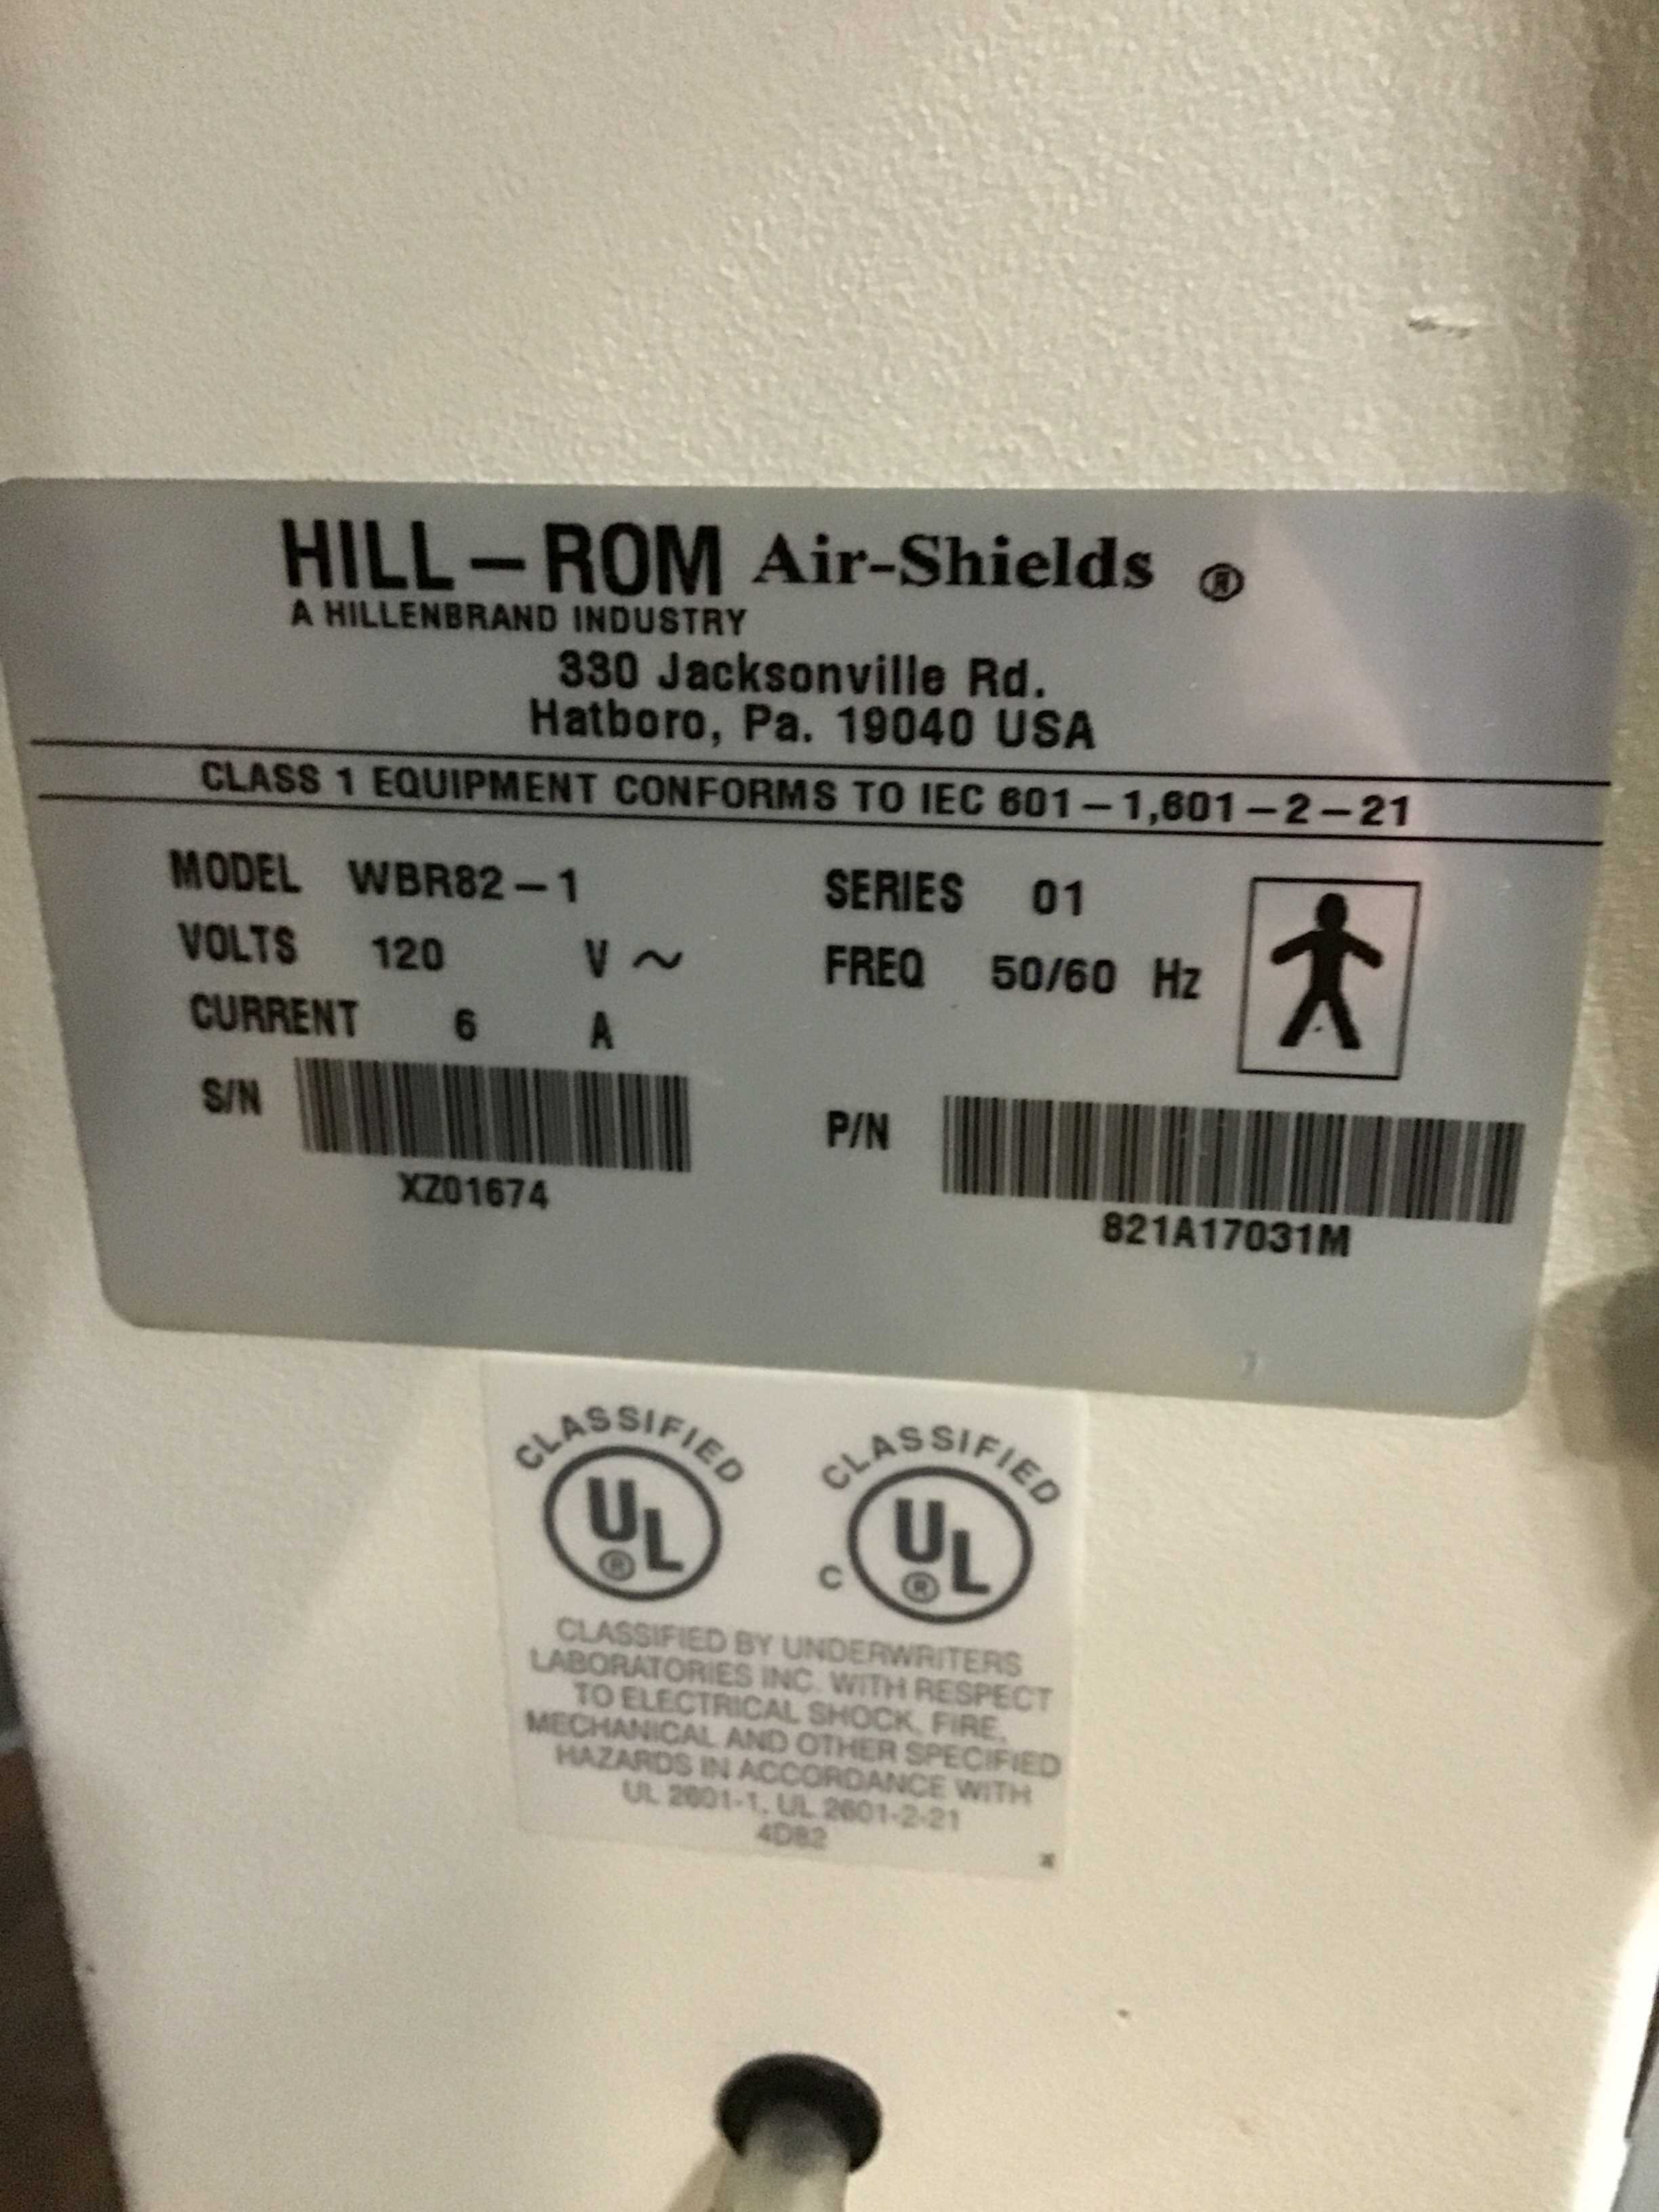 HILL-ROM Air-Shields ®
A HILLENBRAND INDUSTRY
330 Jacksonville Rd.
Hatboro, Pa. 19040 USA
CLASS 1 EQUIPMENT CONFORMS TO IEC 601-1,601-2-21
MODEL WBR82-1 SERIES 01
VOLTS 120 V ~ FREQ 50/60 Hz
CURRENT 6 A
S/N XZ01674
P/N 821A17031M
CLASSIFIED CLASSIFIED
UL ® C UL ®
CLASSIFIED BY UNDERWRITERS
LABORATORIES INC. WITH RESPECT
TO ELECTRICAL SHOCK, FIRE,
MECHANICAL AND OTHER SPECIFIED
HAZARDS IN ACCORDANCE WITH
UL 2601-1, UL 2601-2-21
4D82